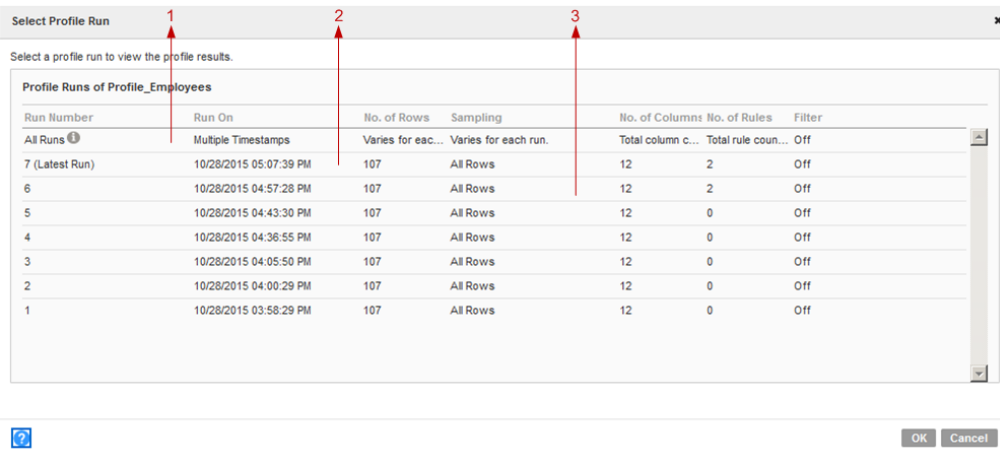 1 2 3
Select Profile Run x
Select a profile run to view the profile results.
Profile Runs of Profile_Employees
Run Number Run On No. of Rows Sampling No. of Columns No. of Rules Filter
All Runs Multiple Timestamps Varies for eac... Varies for each run. Total column c... Total rule coun... Off
7 (Latest Run) 10/28/2015 05:07:39 PM 107 All Rows 12 2 Off
6 10/28/2015 04:57:28 PM 107 All Rows 12 2 Off
5 10/28/2015 04:43:30 PM 107 All Rows 12 0 Off
4 10/28/2015 04:36:55 PM 107 All Rows 12 0 Off
3 10/28/2015 04:05:50 PM 107 All Rows 12 0 Off
2 10/28/2015 04:00:29 PM 107 All Rows 12 0 Off
1 10/28/2015 03:58:29 PM 107 All Rows 12 0 Off
? OK Cancel